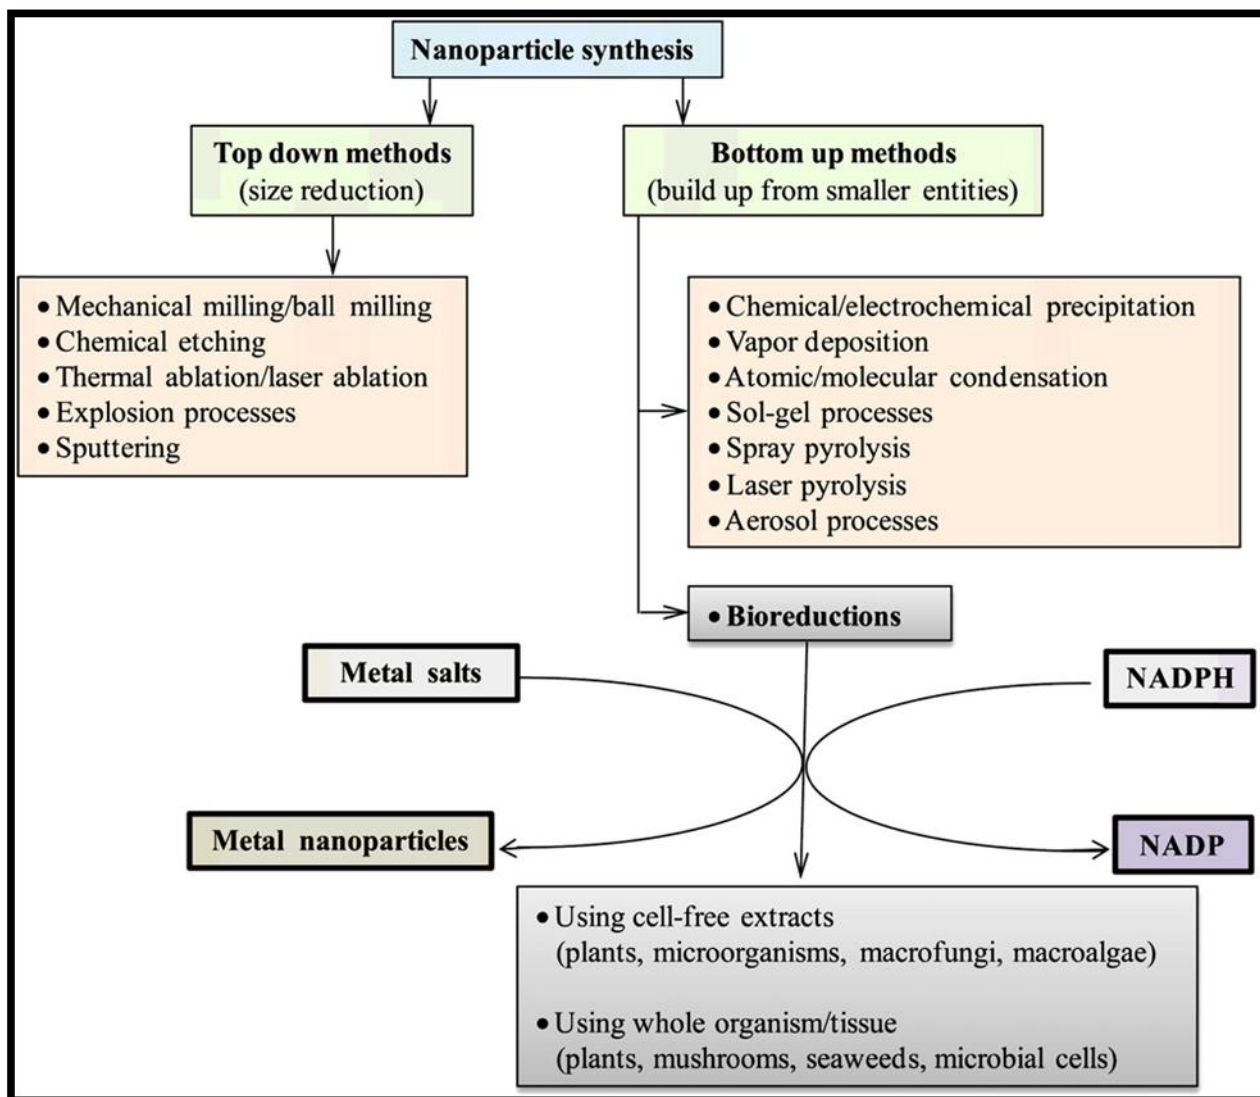 Nanoparticle synthesis
Top down methods
(size reduction)
Bottom up methods
(build up from smaller entities)
• Mechanical milling/ball milling
• Chemical etching
• Thermal ablation/laser ablation
• Explosion processes
• Sputtering
• Chemical/electrochemical precipitation
• Vapor deposition
• Atomic/molecular condensation
• Sol-gel processes
• Spray pyrolysis
• Laser pyrolysis
• Aerosol processes
• Bioreductions
Metal salts
NADPH
Metal nanoparticles
NADP
• Using cell-free extracts
(plants, microorganisms, macrofungi, macroalgae)
• Using whole organism/tissue
(plants, mushrooms, seaweeds, microbial cells)